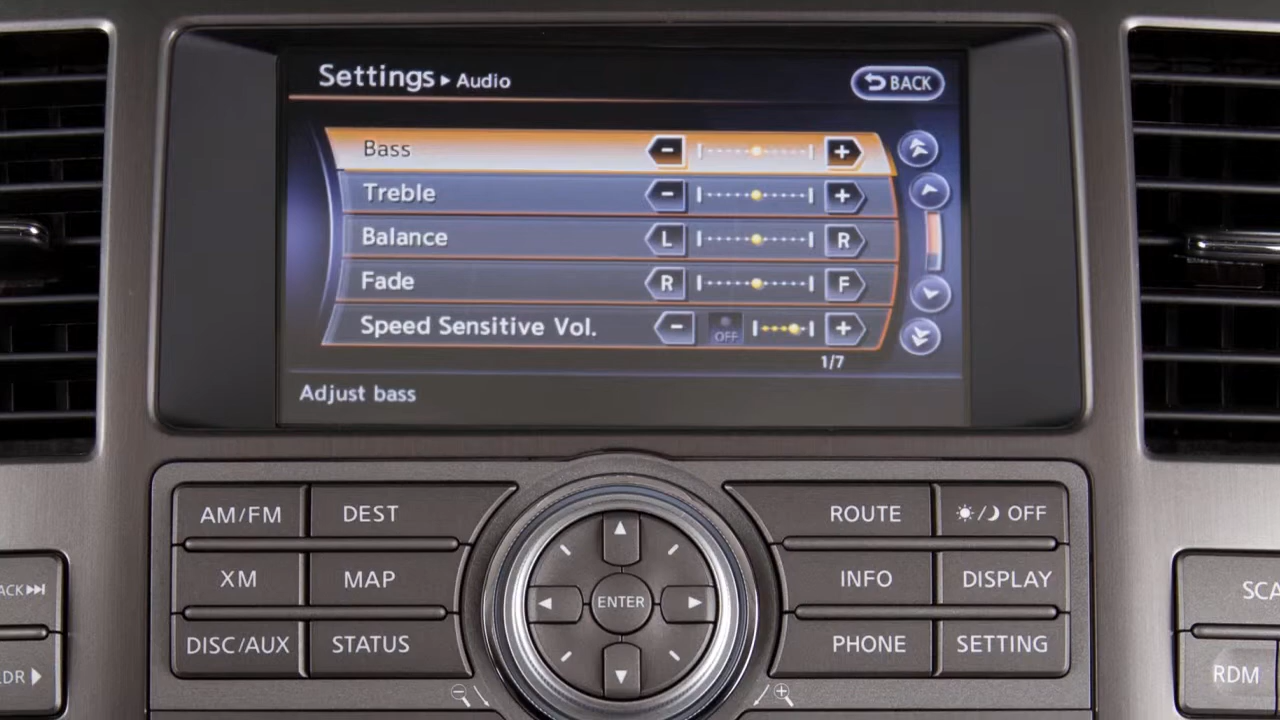 Settings ▸ Audio
BACK
Bass - +
Treble - +
Balance L R
Fade R F
Speed Sensitive Vol. - OFF +
1/7
Adjust bass
AM/FM DEST ROUTE OFF
XM MAP INFO DISPLAY
DISC/AUX STATUS PHONE SETTING
ENTER
RDM